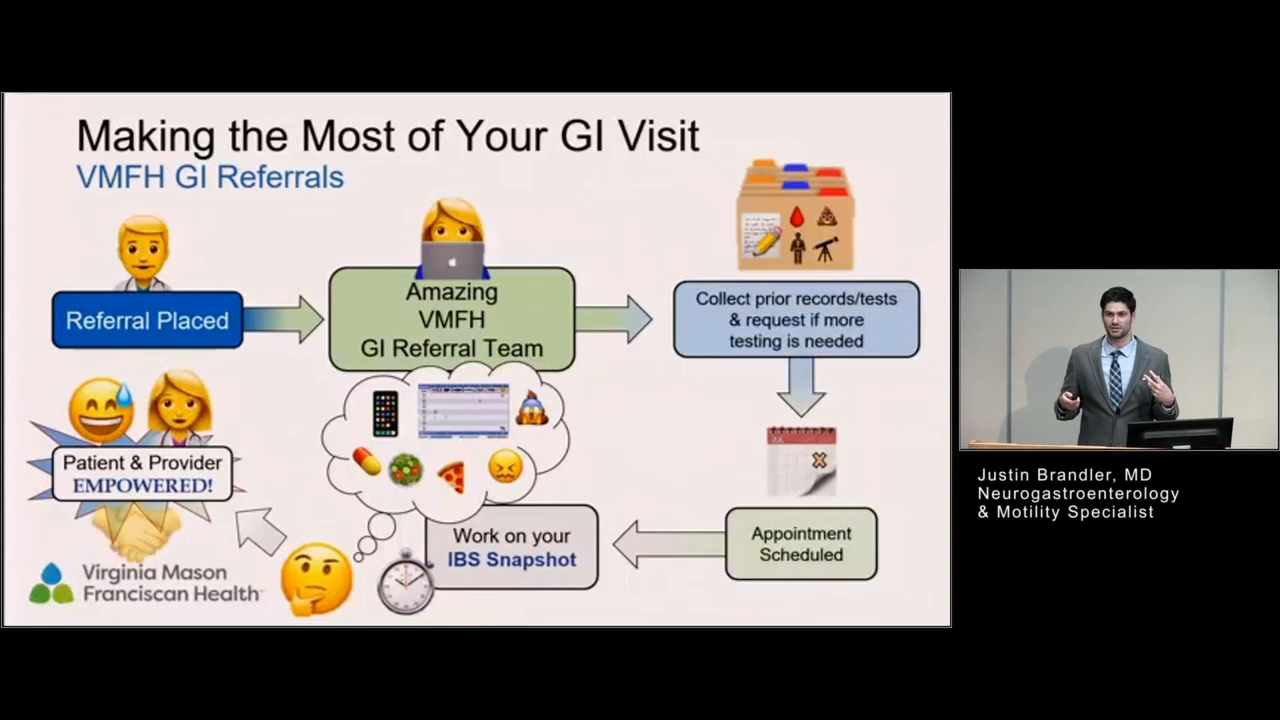 Making the Most of Your GI Visit
VMFH GI Referrals
Referral Placed
Amazing
VMFH
GI Referral Team
Collect prior records/tests
& request if more
testing is needed
Appointment
Scheduled
Work on your
IBS Snapshot
Patient & Provider
EMPOWERED!
Virginia Mason
Franciscan Health
Justin Brandler, MD
Neurogastroenterology
& Motility Specialist